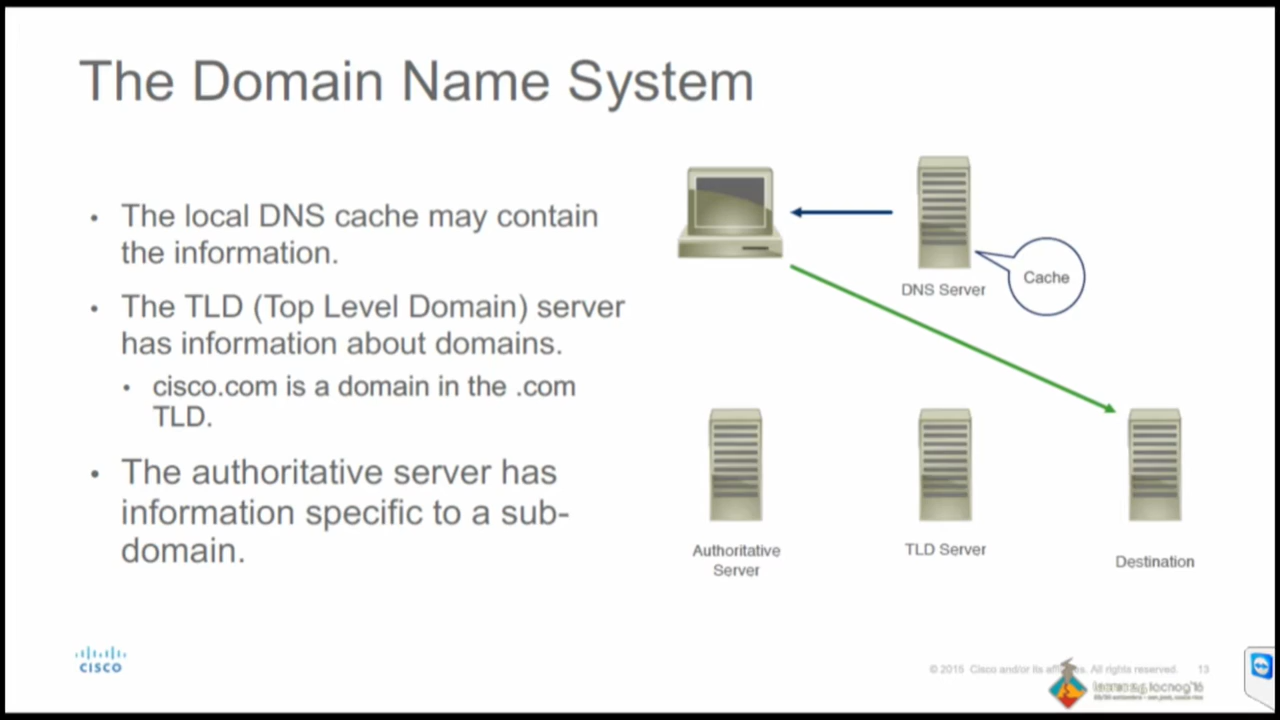 The Domain Name System
• The local DNS cache may contain
the information.
• The TLD (Top Level Domain) server
has information about domains.
• cisco.com is a domain in the .com
TLD.
• The authoritative server has
information specific to a sub-
domain.
DNS Server
Cache
Authoritative
Server
TLD Server
Destination
CISCO
© 2015 Cisco and/or its affiliates. All rights reserved. 13
lacnog'16